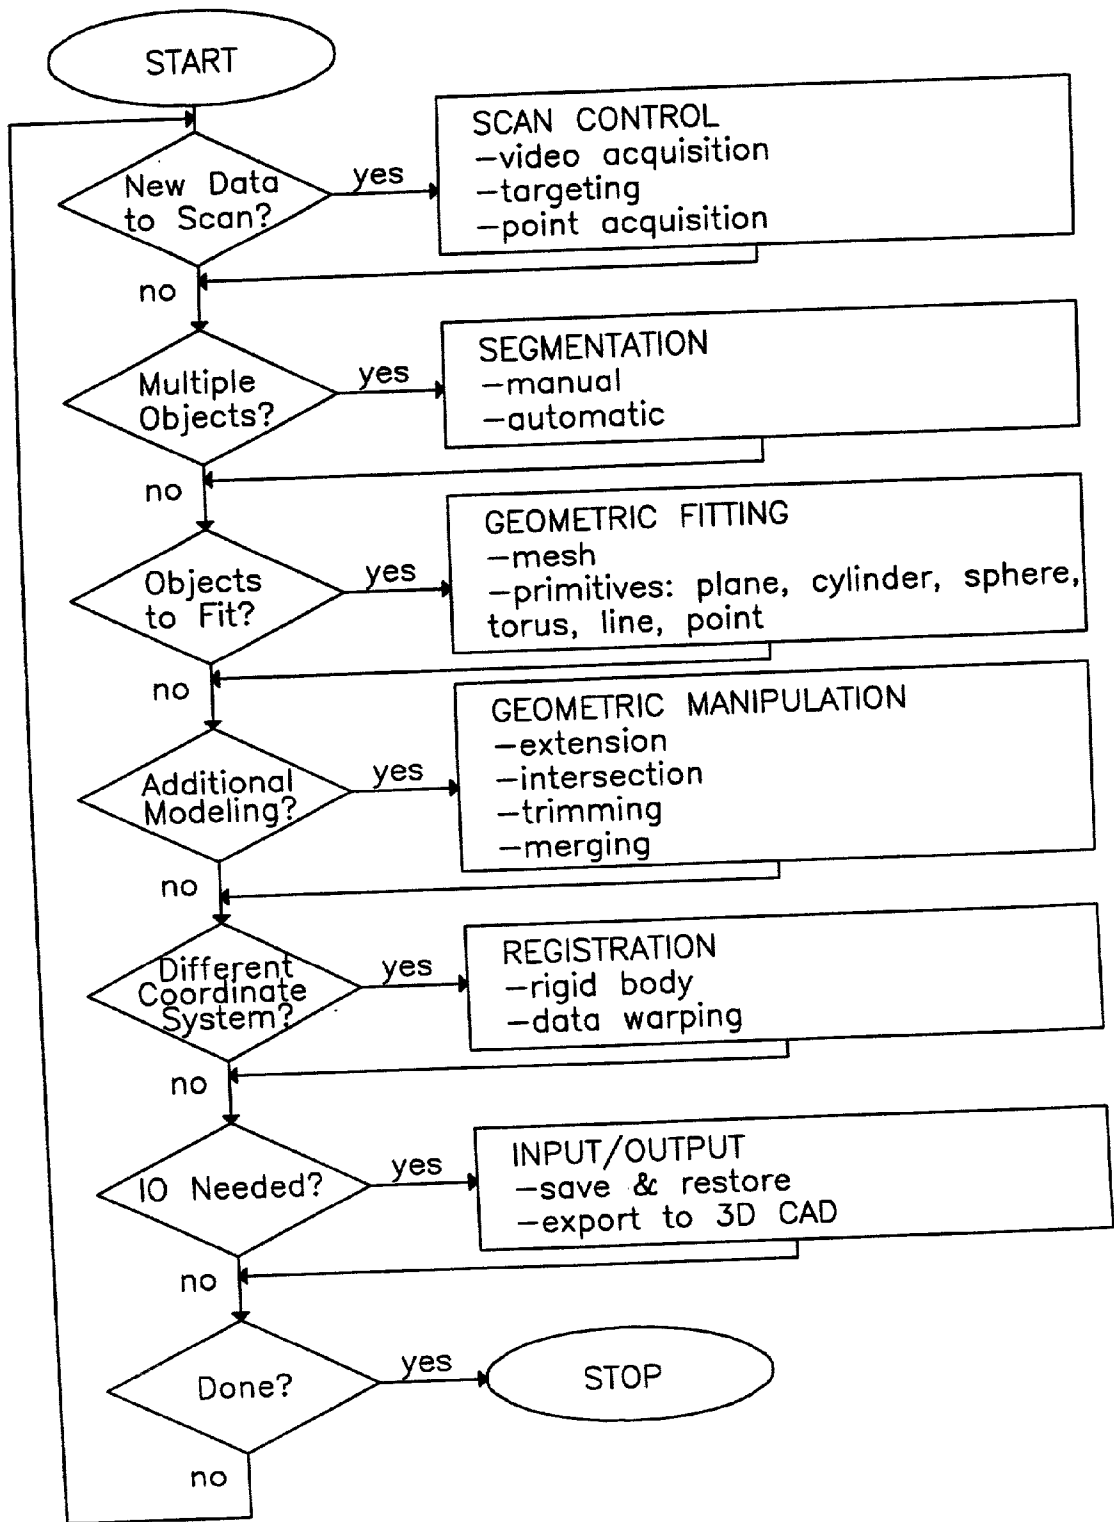 START
New Data
to Scan?
yes
SCAN CONTROL
-video acquisition
-targeting
-point acquisition
no
Multiple
Objects?
yes
SEGMENTATION
-manual
-automatic
no
Objects
to Fit?
yes
GEOMETRIC FITTING
-mesh
-primitives: plane, cylinder, sphere,
torus, line, point
no
Additional
Modeling?
yes
GEOMETRIC MANIPULATION
-extension
-intersection
-trimming
-merging
no
Different
Coordinate
System?
yes
REGISTRATION
-rigid body
-data warping
no
IO Needed?
yes
INPUT/OUTPUT
-save & restore
-export to 3D CAD
no
Done?
yes
STOP
no